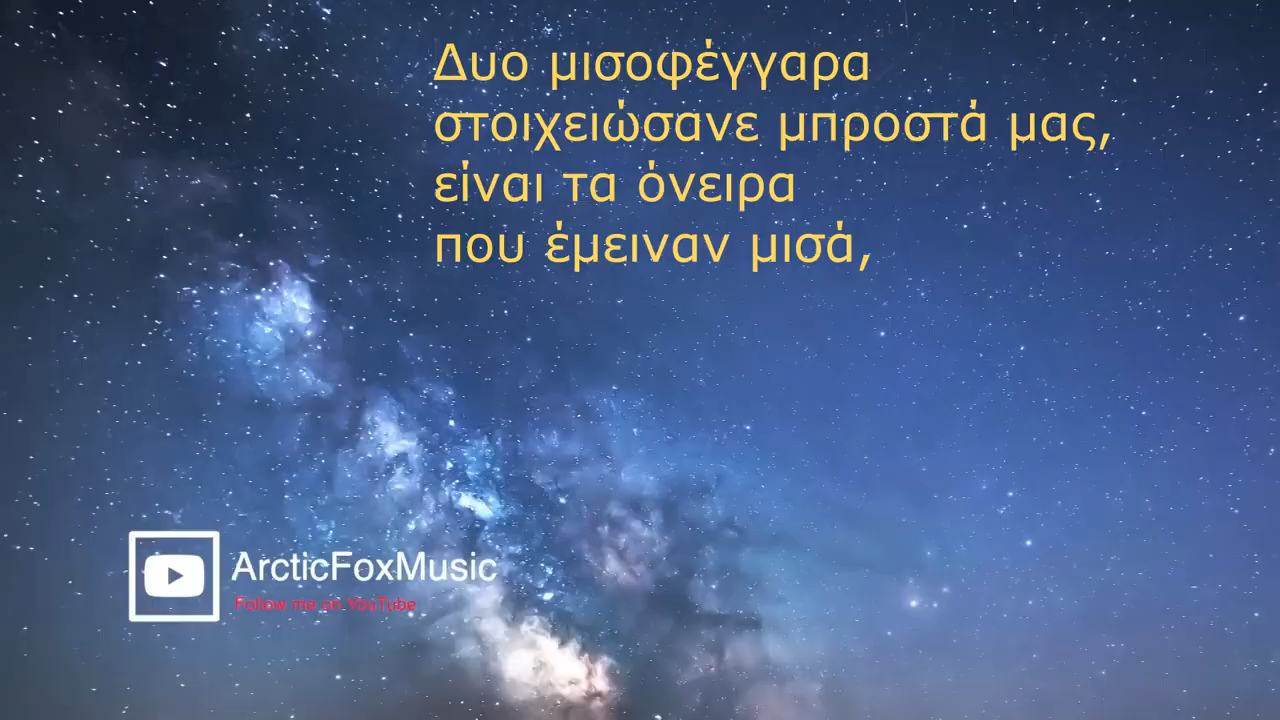 Δυο μισοφέγγαρα
στοιχειώσανε μπροστά μας,
είναι τα όνειρα
που έμειναν μισά,
ArcticFoxMusic
Follow me on YouTube